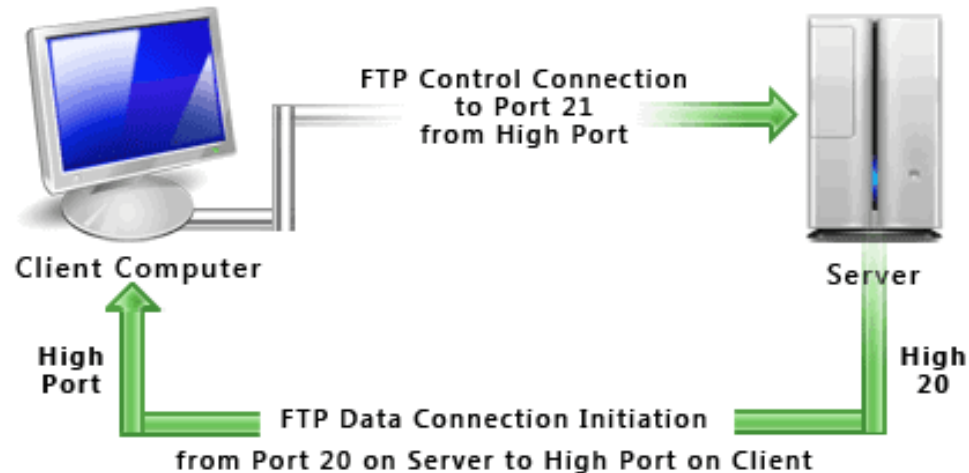 FTP Control Connection
to Port 21
from High Port
Client Computer
Server
High
Port
High
20
FTP Data Connection Initiation
from Port 20 on Server to High Port on Client